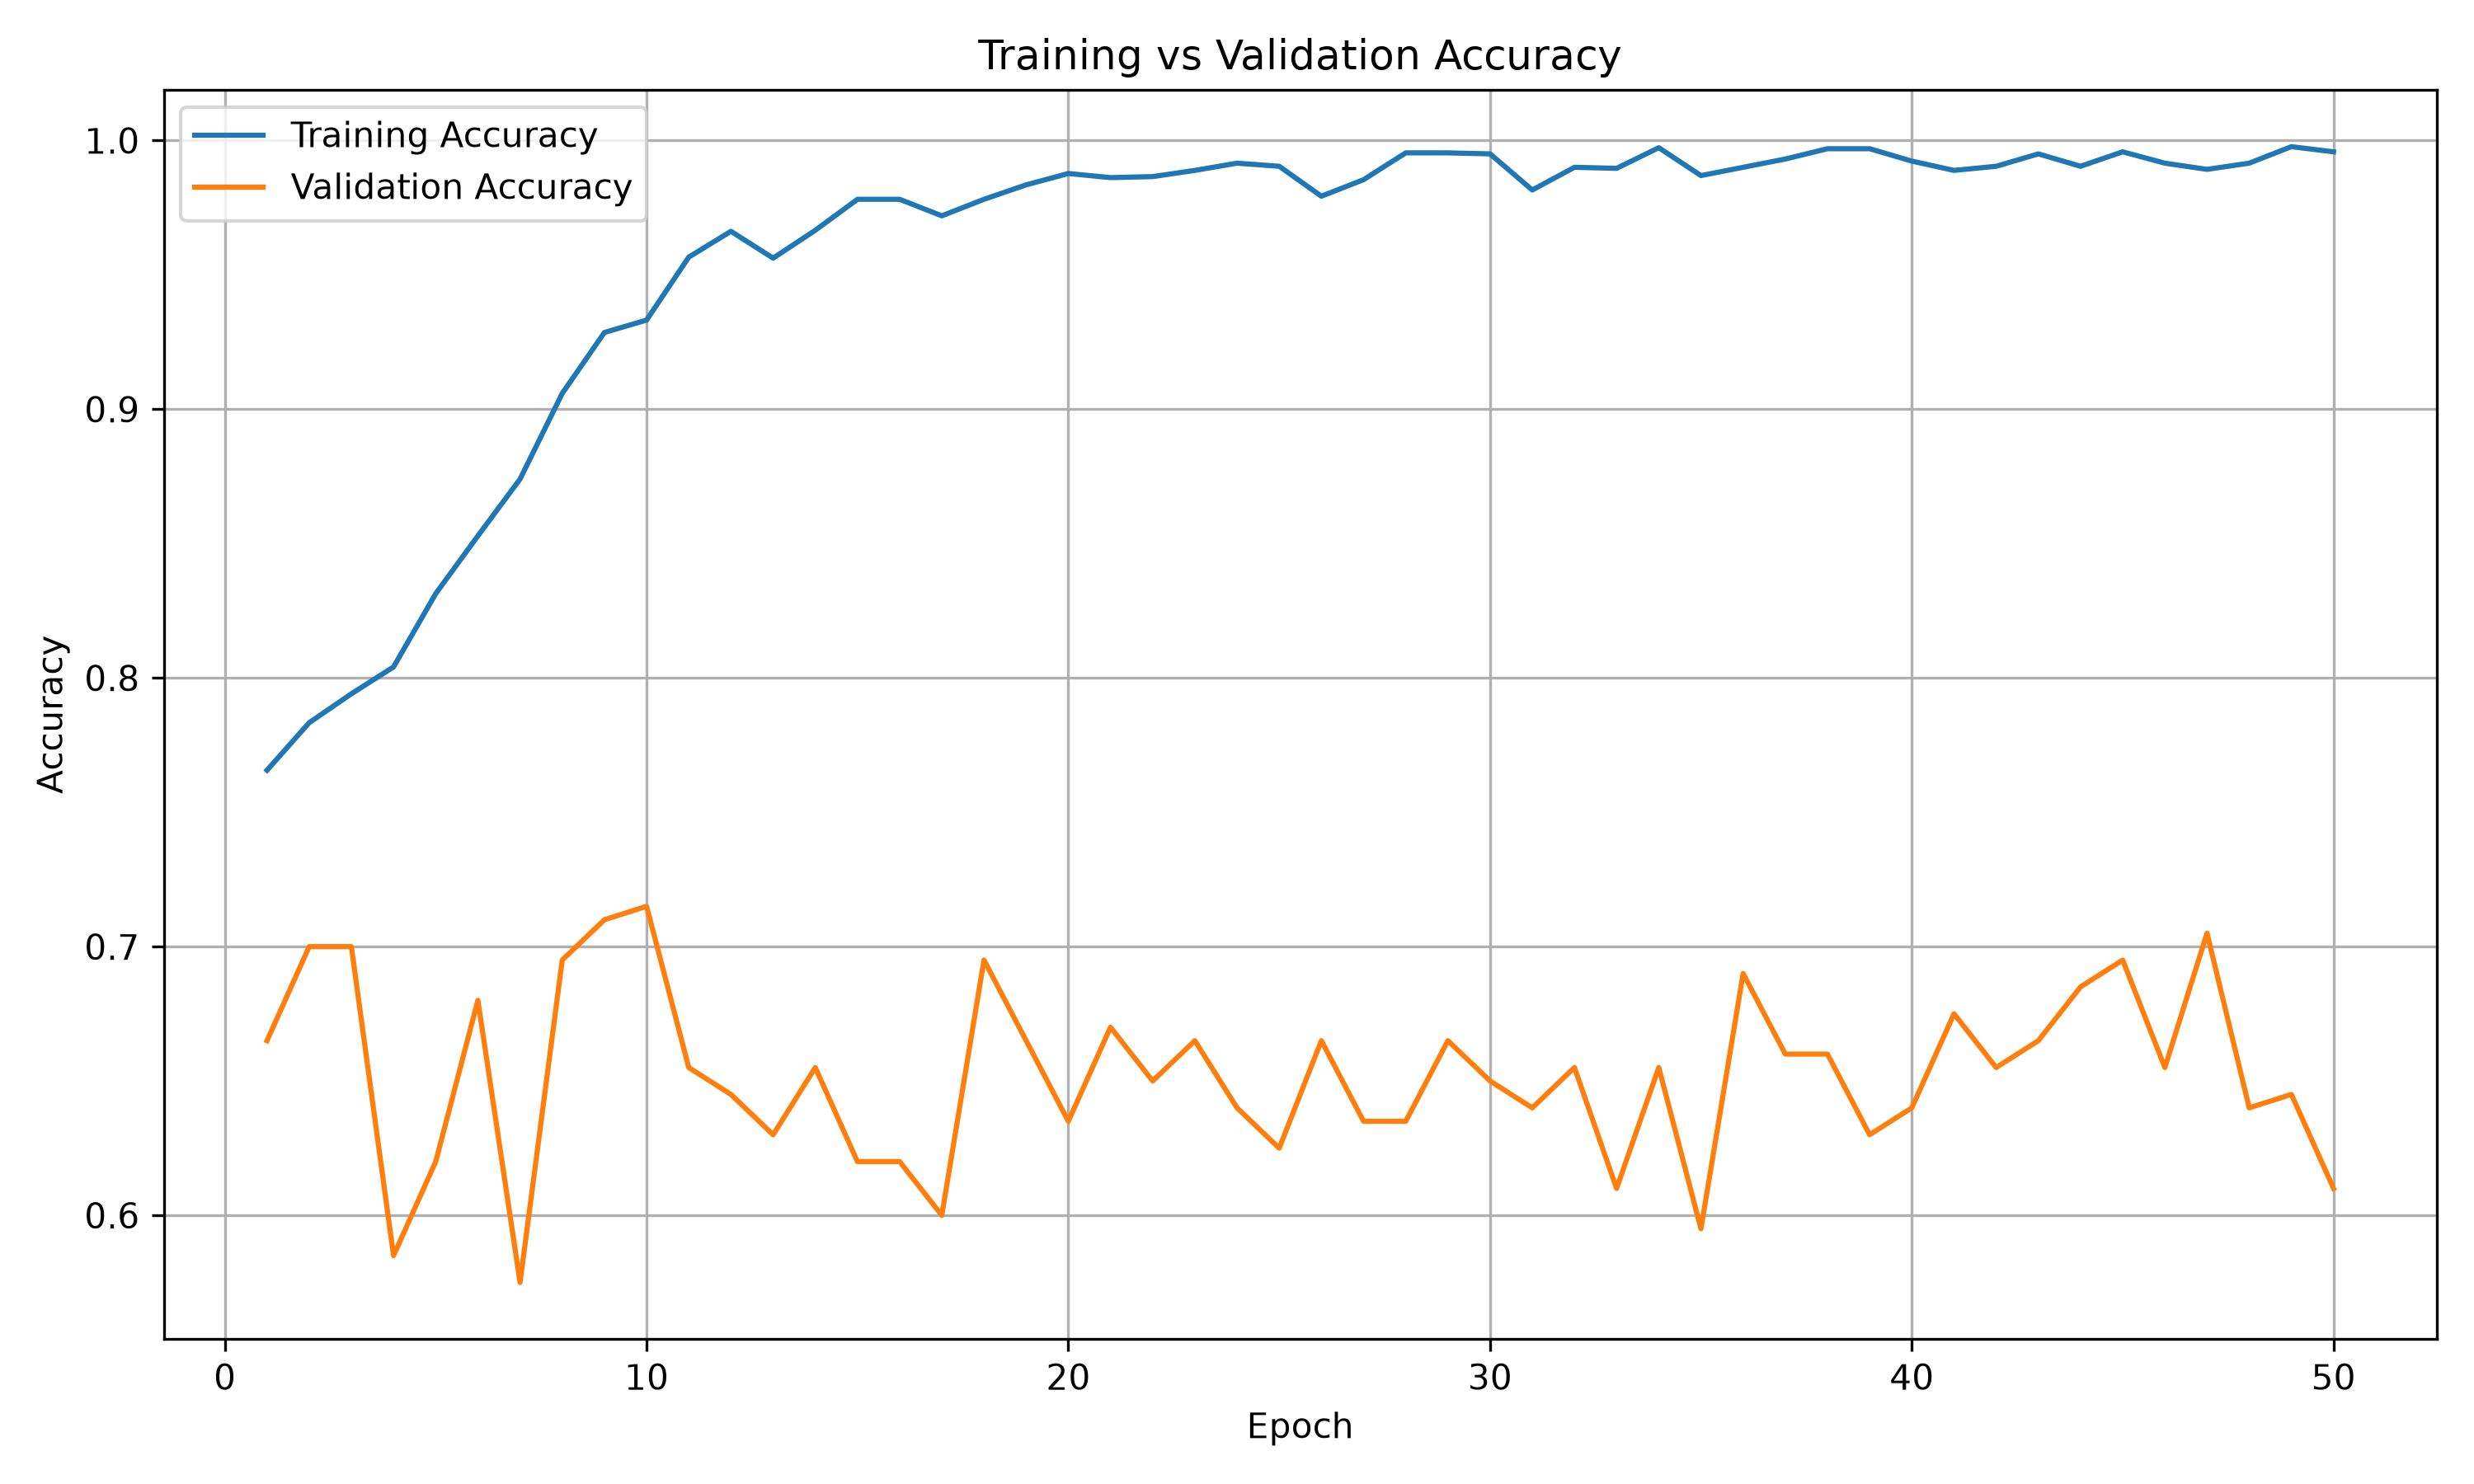 Training vs Validation Accuracy
Training Accuracy
Validation Accuracy
1.0
0.9
0.8
0.7
0.6
Accuracy
0 10 20 30 40 50
Epoch